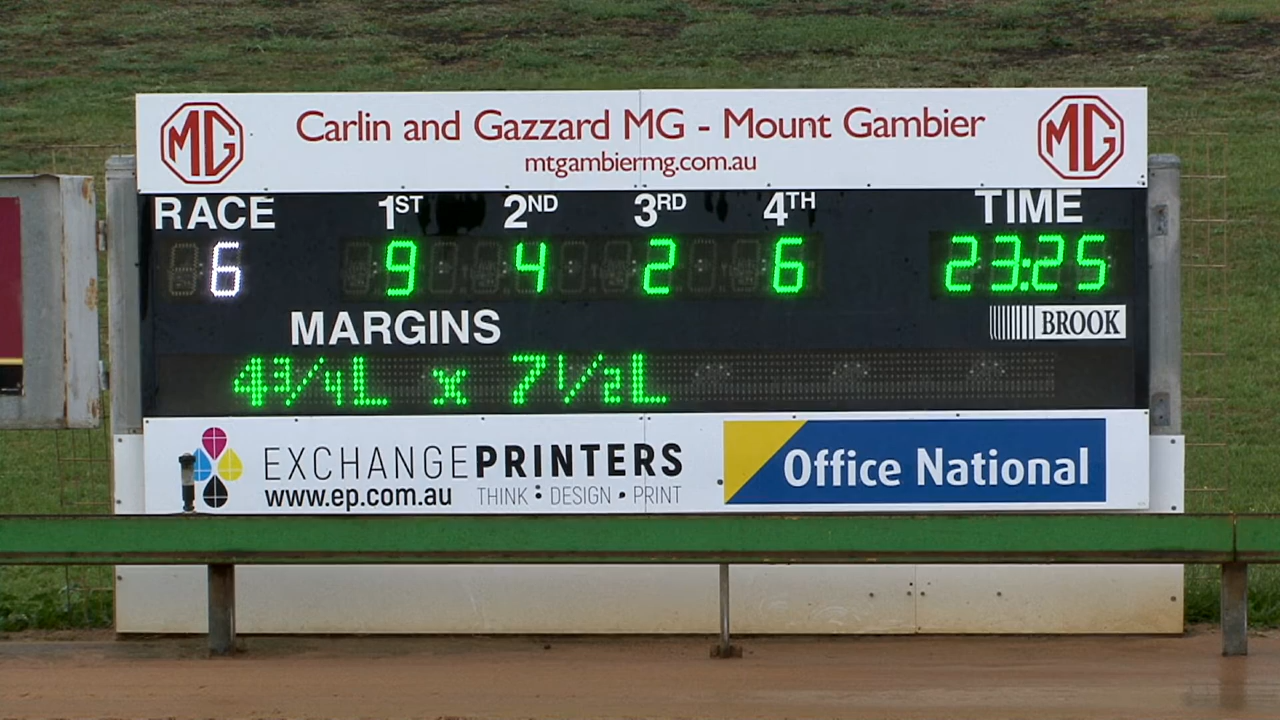 MG Carlin and Gazzard MG - Mount Gambier MG
mtgambiermg.com.au
RACE 1ST 2ND 3RD 4TH TIME
6 9 4 2 6 23:25
MARGINS BROOK
4¾L x 7½L
EXCHANGEPRINTERS Office National
www.ep.com.au THINK : DESIGN • PRINT